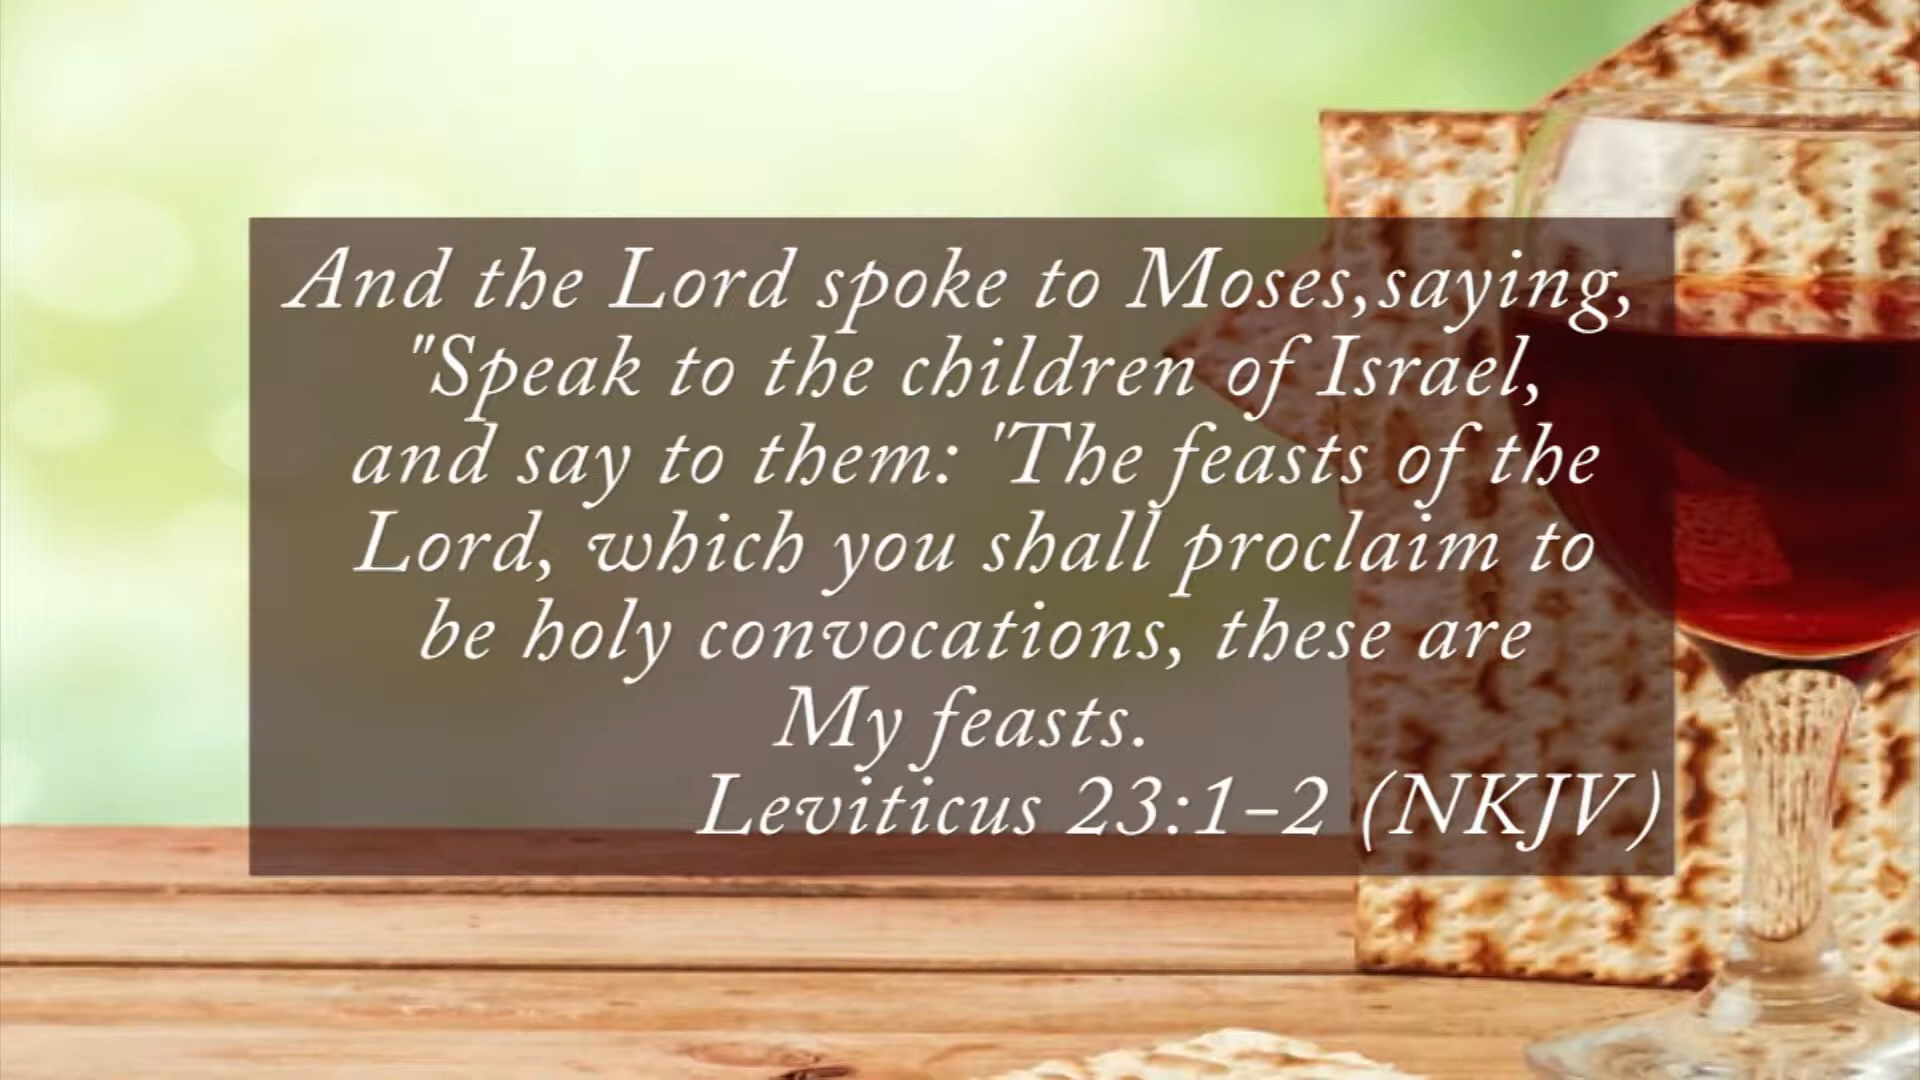 And the Lord spoke to Moses,saying,
"Speak to the children of Israel,
and say to them: 'The feasts of the
Lord, which you shall proclaim to
be holy convocations, these are
My feasts.
Leviticus 23:1-2 (NKJV)